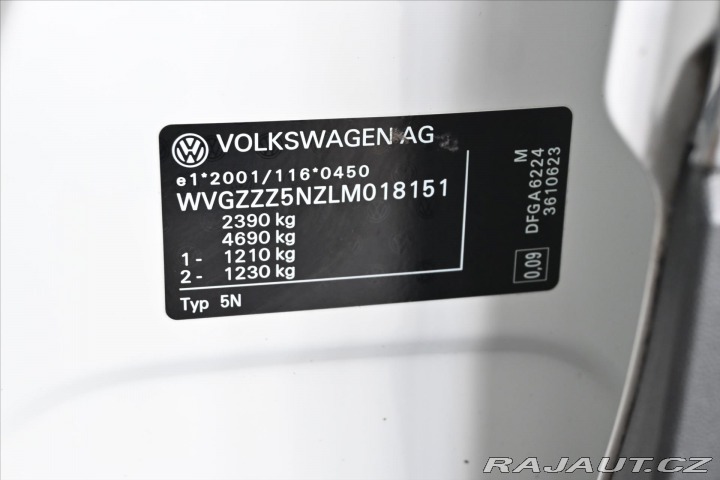 VOLKSWAGEN AG
e1*2001/116*0450
WVGZZZ5NZLM018151
2390 kg
4690 kg
1 - 1210 kg
2 - 1230 kg
Typ 5N
M
DFGA6224
3610623
0,09
RAJAUT.CZ